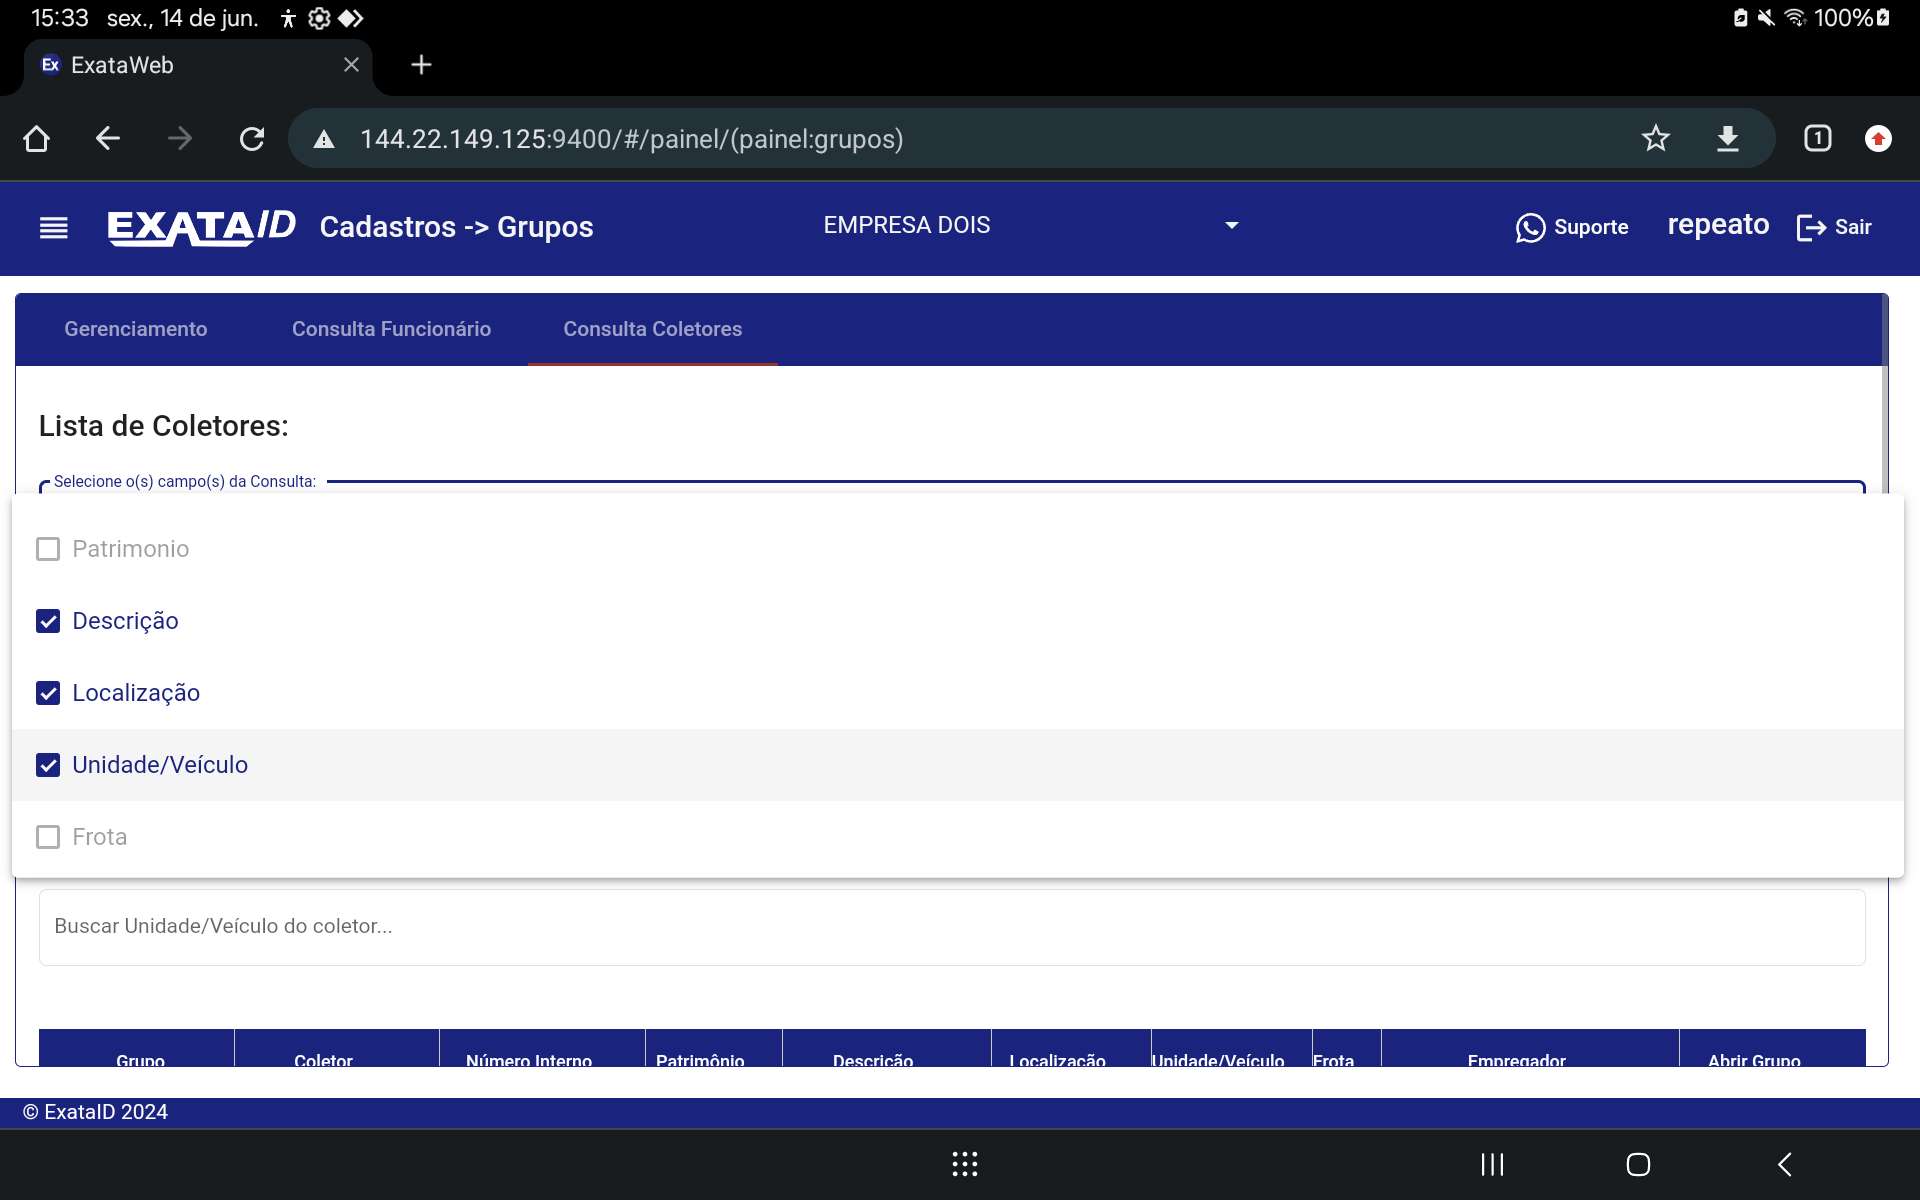 15:33 sex., 14 de jun.
100%
Ex ExataWeb
144.22.149.125:9400/#/painel/(painel:grupos)
1
EXATAID Cadastros -> Grupos EMPRESA DOIS Suporte repeato Sair
Gerenciamento Consulta Funcionário Consulta Coletores
Lista de Coletores:
Selecione o(s) campo(s) da Consulta:
Patrimonio
Descrição
Localização
Unidade/Veículo
Frota
Buscar Unidade/Veículo do coletor...
Grupo Coletor Número Interno Patrimônio Descrição Localização Unidade/Veículo Frota Empregador Abrir Grupo
© ExataID 2024